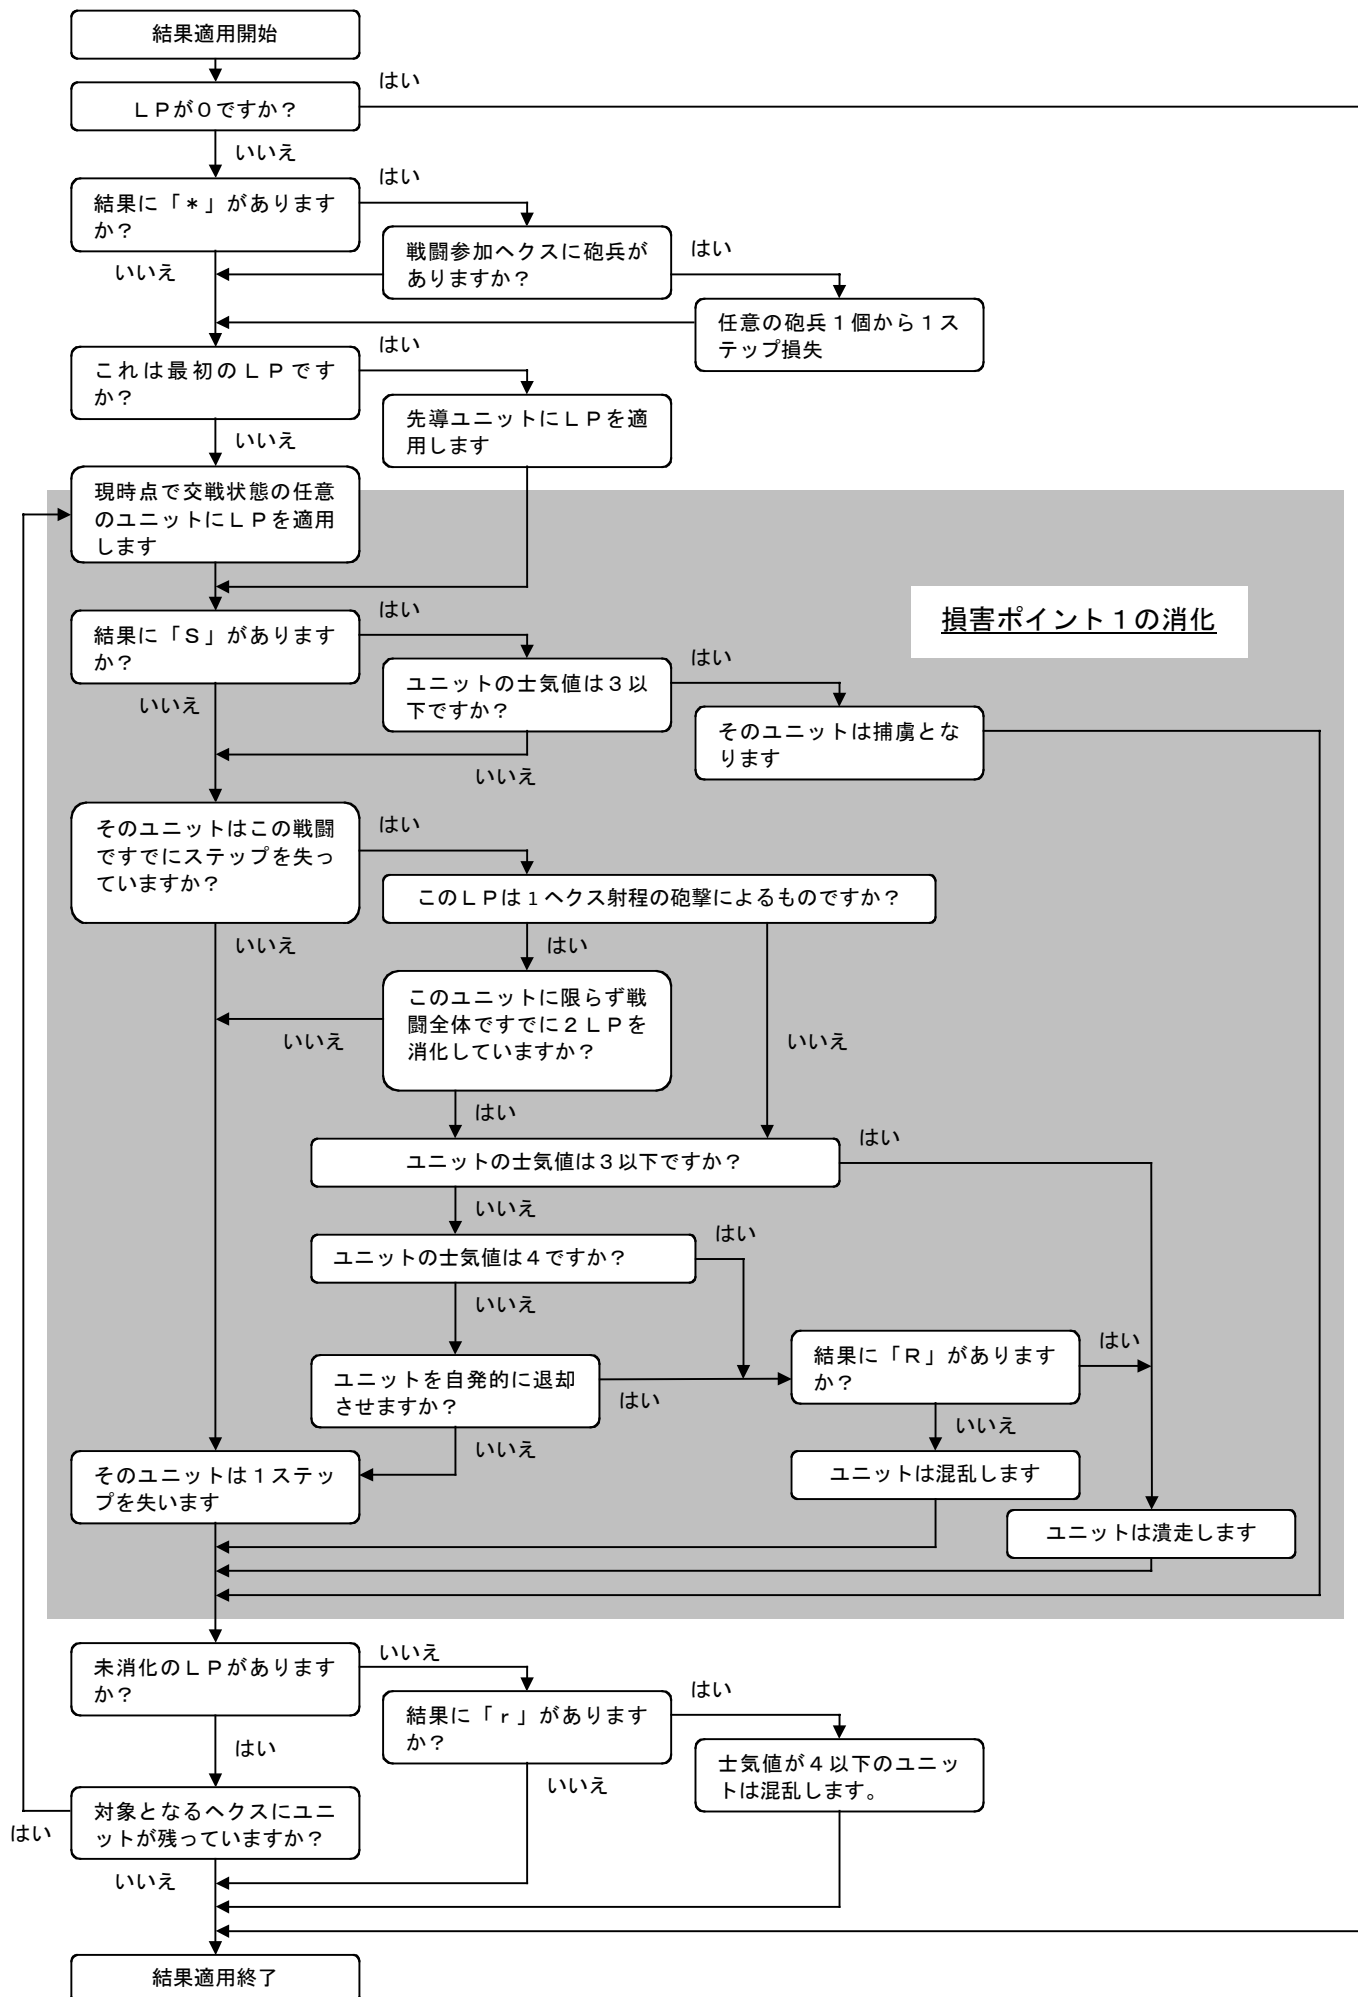 結果適用開始
はい
ＬＰが０ですか？
いいえ
はい
結果に「＊」があります
か？
戦闘参加ヘクスに砲兵が
ありますか？
はい
いいえ
任意の砲兵１個から１ス
テップ損失
はい
これは最初のＬＰです
か？
先導ユニットにＬＰを適
用します
いいえ
現時点で交戦状態の任意
のユニットにＬＰを適用
します
損害ポイント１の消化
はい
結果に「Ｓ」があります
か？
はい
ユニットの士気値は３以
下ですか？
いいえ
そのユニットは捕虜とな
ります
いいえ
そのユニットはこの戦闘
ですでにステップを失っ
ていますか？
はい
このＬＰは１ヘクス射程の砲撃によるものですか？
いいえ
はい
このユニットに限らず戦
闘全体ですでに２ＬＰを
消化していますか？
いいえ
いいえ
はい
はい
ユニットの士気値は３以下ですか？
いいえ
はい
ユニットの士気値は４ですか？
いいえ
はい
結果に「Ｒ」があります
か？
ユニットを自発的に退却
させますか？
はい
いいえ
いいえ
そのユニットは１ステッ
プを失います
ユニットは混乱します
ユニットは潰走します
いいえ
未消化のＬＰがあります
か？
はい
結果に「ｒ」があります
か？
はい
士気値が４以下のユニッ
トは混乱します。
いいえ
対象となるヘクスにユニ
ットが残っていますか？
はい
いいえ
結果適用終了